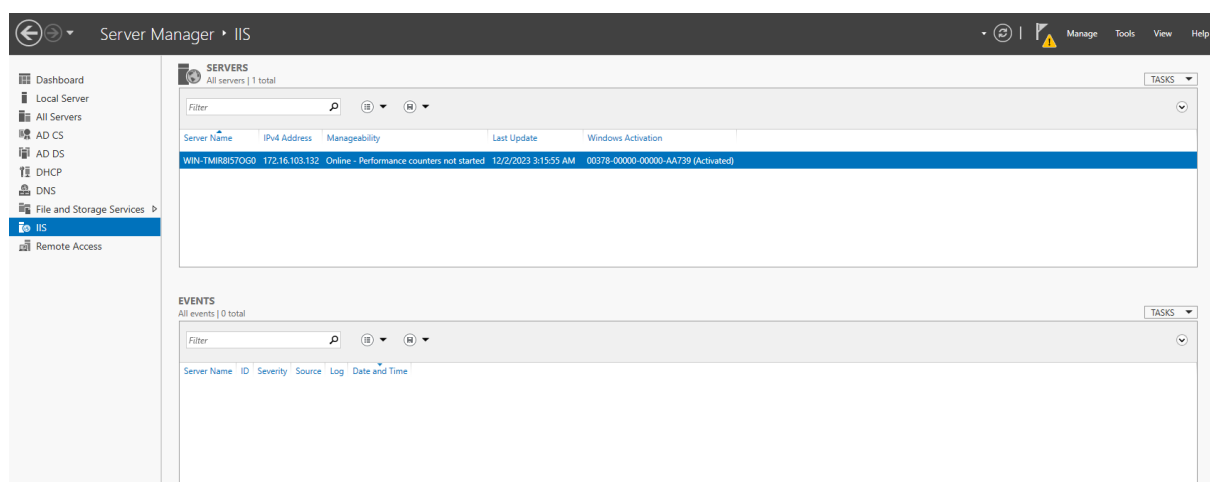 Server Manager ‣ IIS
Manage Tools View Help
Dashboard
Local Server
All Servers
AD CS
AD DS
DHCP
DNS
File and Storage Services
IIS
Remote Access
SERVERS
All servers | 1 total
TASKS
Filter
Server Name IPv4 Address Manageability Last Update Windows Activation
WIN-TMIR8I57OG0 172.16.103.132 Online - Performance counters not started 12/2/2023 3:15:55 AM 00378-00000-00000-AA739 (Activated)
EVENTS
All events | 0 total
TASKS
Filter
Server Name ID Severity Source Log Date and Time